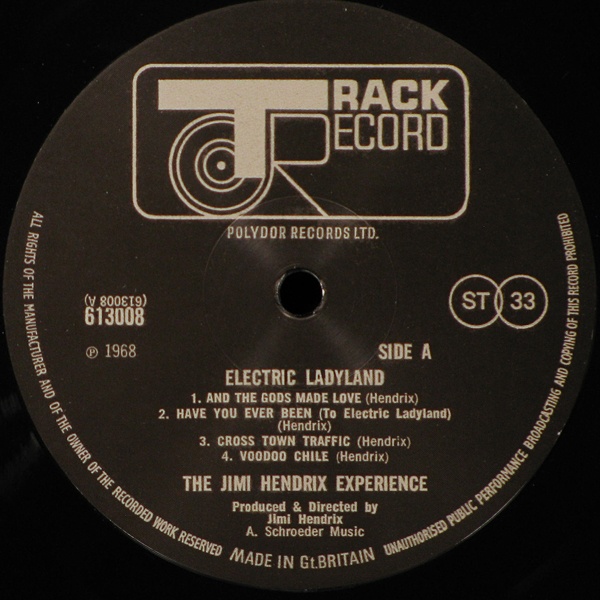 TRACK
RECORD
POLYDOR RECORDS LTD.
(613008 A)
613008
ST 33
℗ 1968
SIDE A
ELECTRIC LADYLAND
1. AND THE GODS MADE LOVE (Hendrix)
2. HAVE YOU EVER BEEN (To Electric Ladyland)
(Hendrix)
3. CROSS TOWN TRAFFIC (Hendrix)
4. VOODOO CHILE (Hendrix)
THE JIMI HENDRIX EXPERIENCE
Produced & Directed by
Jimi Hendrix
A. Schroeder Music
ALL RIGHTS OF THE MANUFACTURER AND OF THE OWNER OF THE RECORDED WORK RESERVED
MADE IN Gt.BRITAIN
UNAUTHORISED PUBLIC PERFORMANCE BROADCASTING AND COPYING OF THIS RECORD PROHIBITED